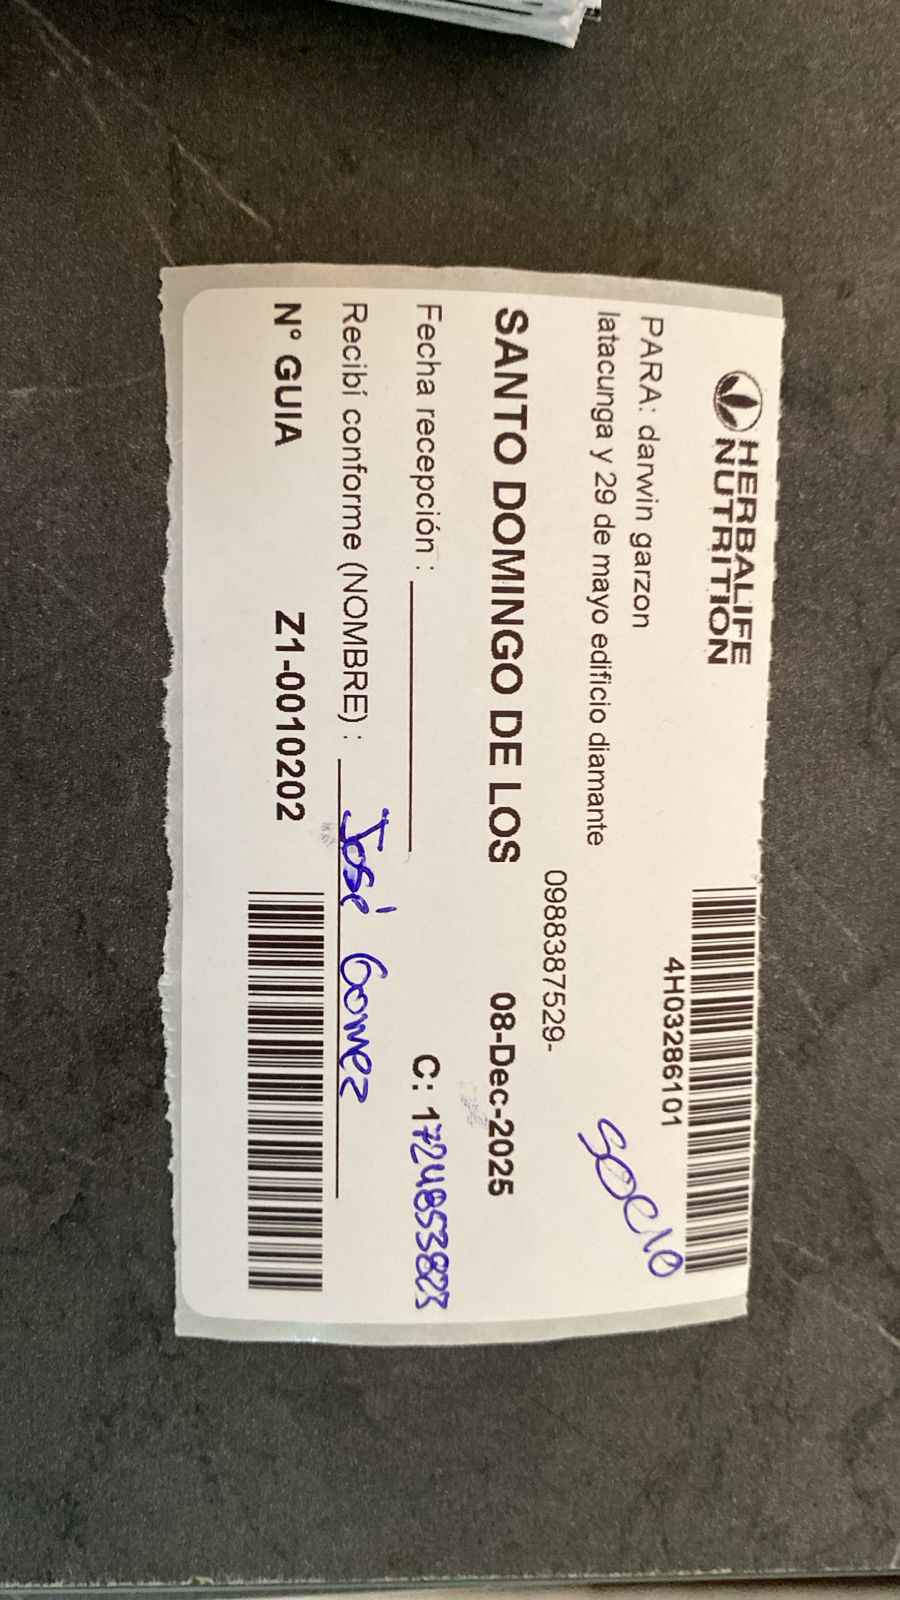 HERBALIFE
NUTRITION
4H03286101
PARA: darwin garzon
latacunga y 29 de mayo edificio diamante
socio
0988387529-
SANTO DOMINGO DE LOS 08-Dec-2025
Fecha recepción : C: 1724853823
Recibí conforme (NOMBRE) : José Gomez
N° GUIA Z1-0010202